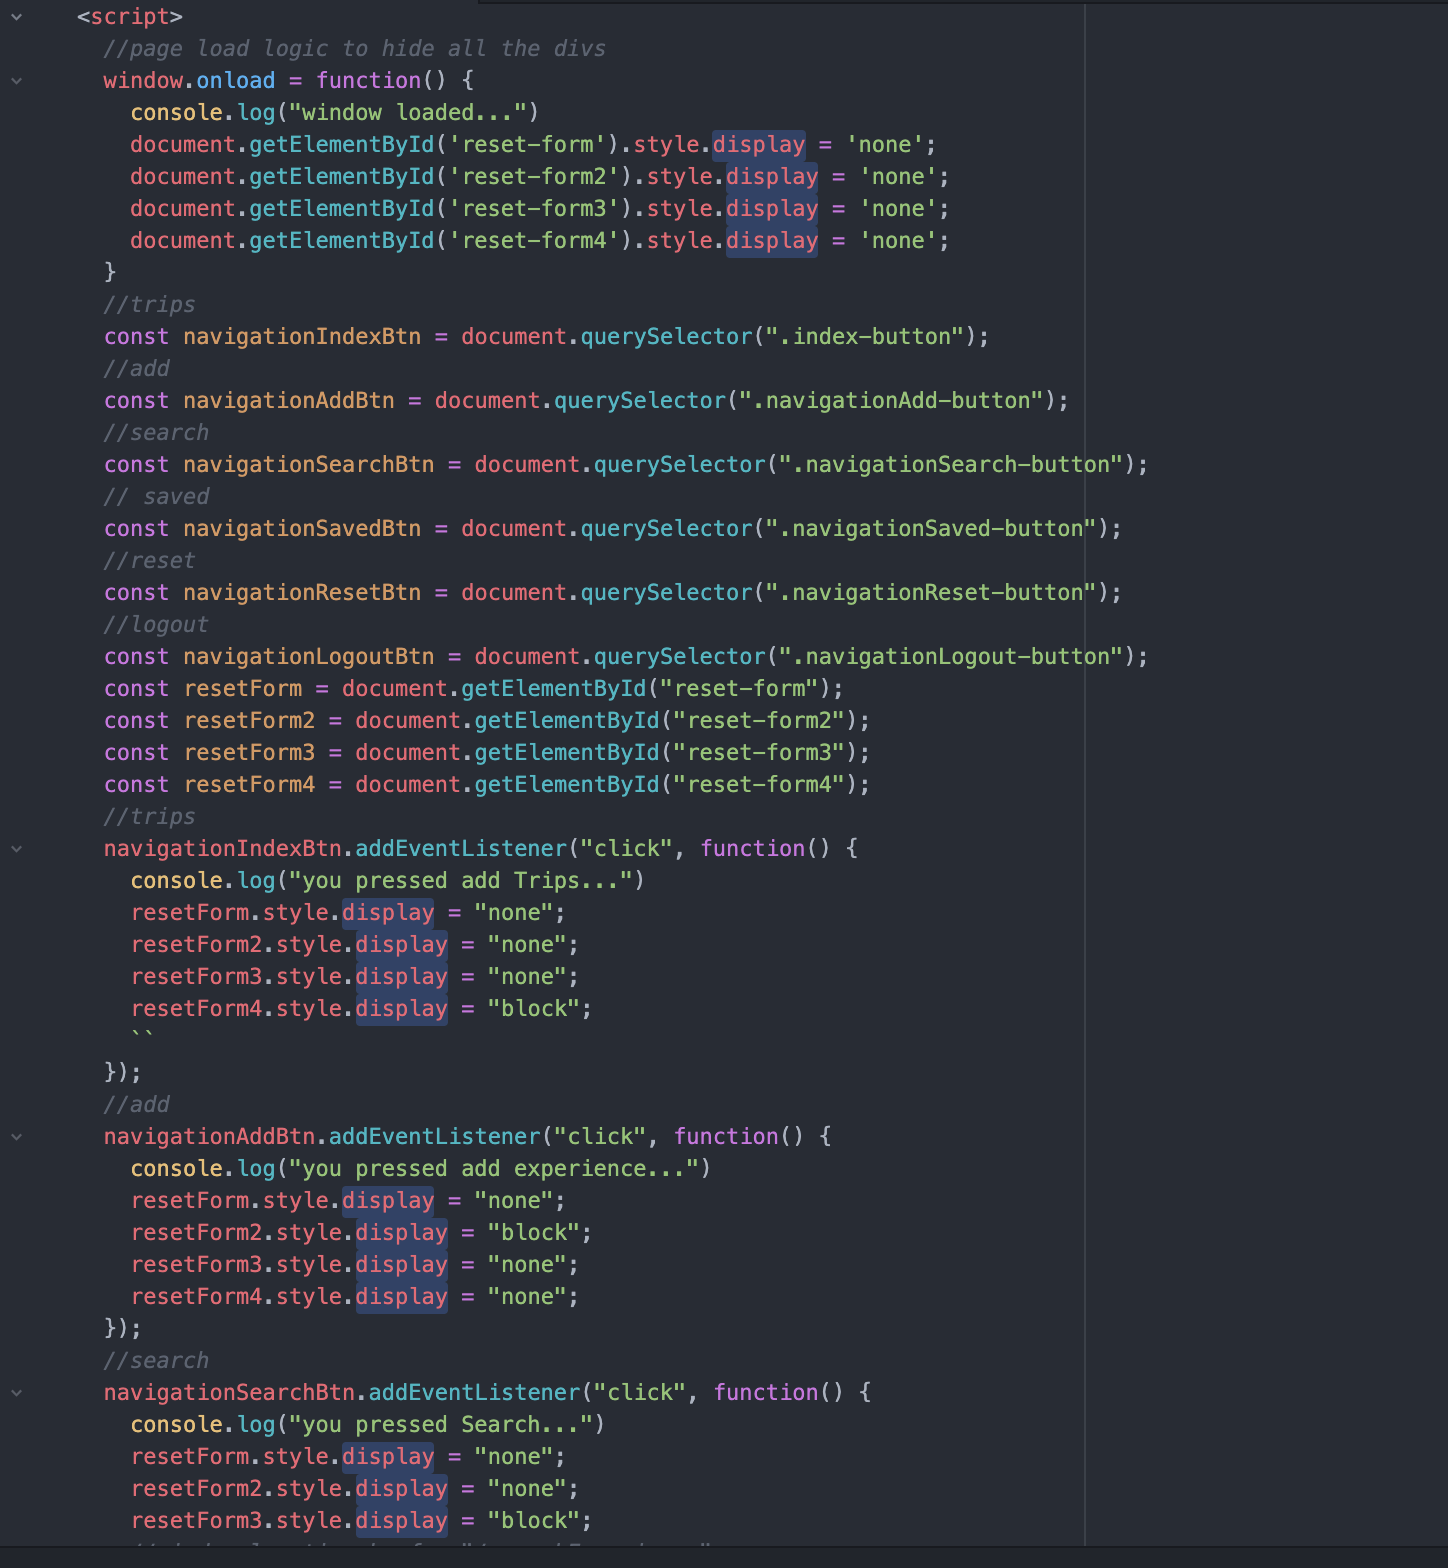 <script>
//page load logic to hide all the divs
window.onload = function() {
console.log("window loaded...")
document.getElementById('reset-form').style.display = 'none';
document.getElementById('reset-form2').style.display = 'none';
document.getElementById('reset-form3').style.display = 'none';
document.getElementById('reset-form4').style.display = 'none';
}
//trips
const navigationIndexBtn = document.querySelector(".index-button");
//add
const navigationAddBtn = document.querySelector(".navigationAdd-button");
//search
const navigationSearchBtn = document.querySelector(".navigationSearch-button");
// saved
const navigationSavedBtn = document.querySelector(".navigationSaved-button");
//reset
const navigationResetBtn = document.querySelector(".navigationReset-button");
//logout
const navigationLogoutBtn = document.querySelector(".navigationLogout-button");
const resetForm = document.getElementById("reset-form");
const resetForm2 = document.getElementById("reset-form2");
const resetForm3 = document.getElementById("reset-form3");
const resetForm4 = document.getElementById("reset-form4");
//trips
navigationIndexBtn.addEventListener("click", function() {
console.log("you pressed add Trips...")
resetForm.style.display = "none";
resetForm2.style.display = "none";
resetForm3.style.display = "none";
resetForm4.style.display = "block";
``
});
//add
navigationAddBtn.addEventListener("click", function() {
console.log("you pressed add experience...")
resetForm.style.display = "none";
resetForm2.style.display = "block";
resetForm3.style.display = "none";
resetForm4.style.display = "none";
});
//search
navigationSearchBtn.addEventListener("click", function() {
console.log("you pressed Search...")
resetForm.style.display = "none";
resetForm2.style.display = "none";
resetForm3.style.display = "block";